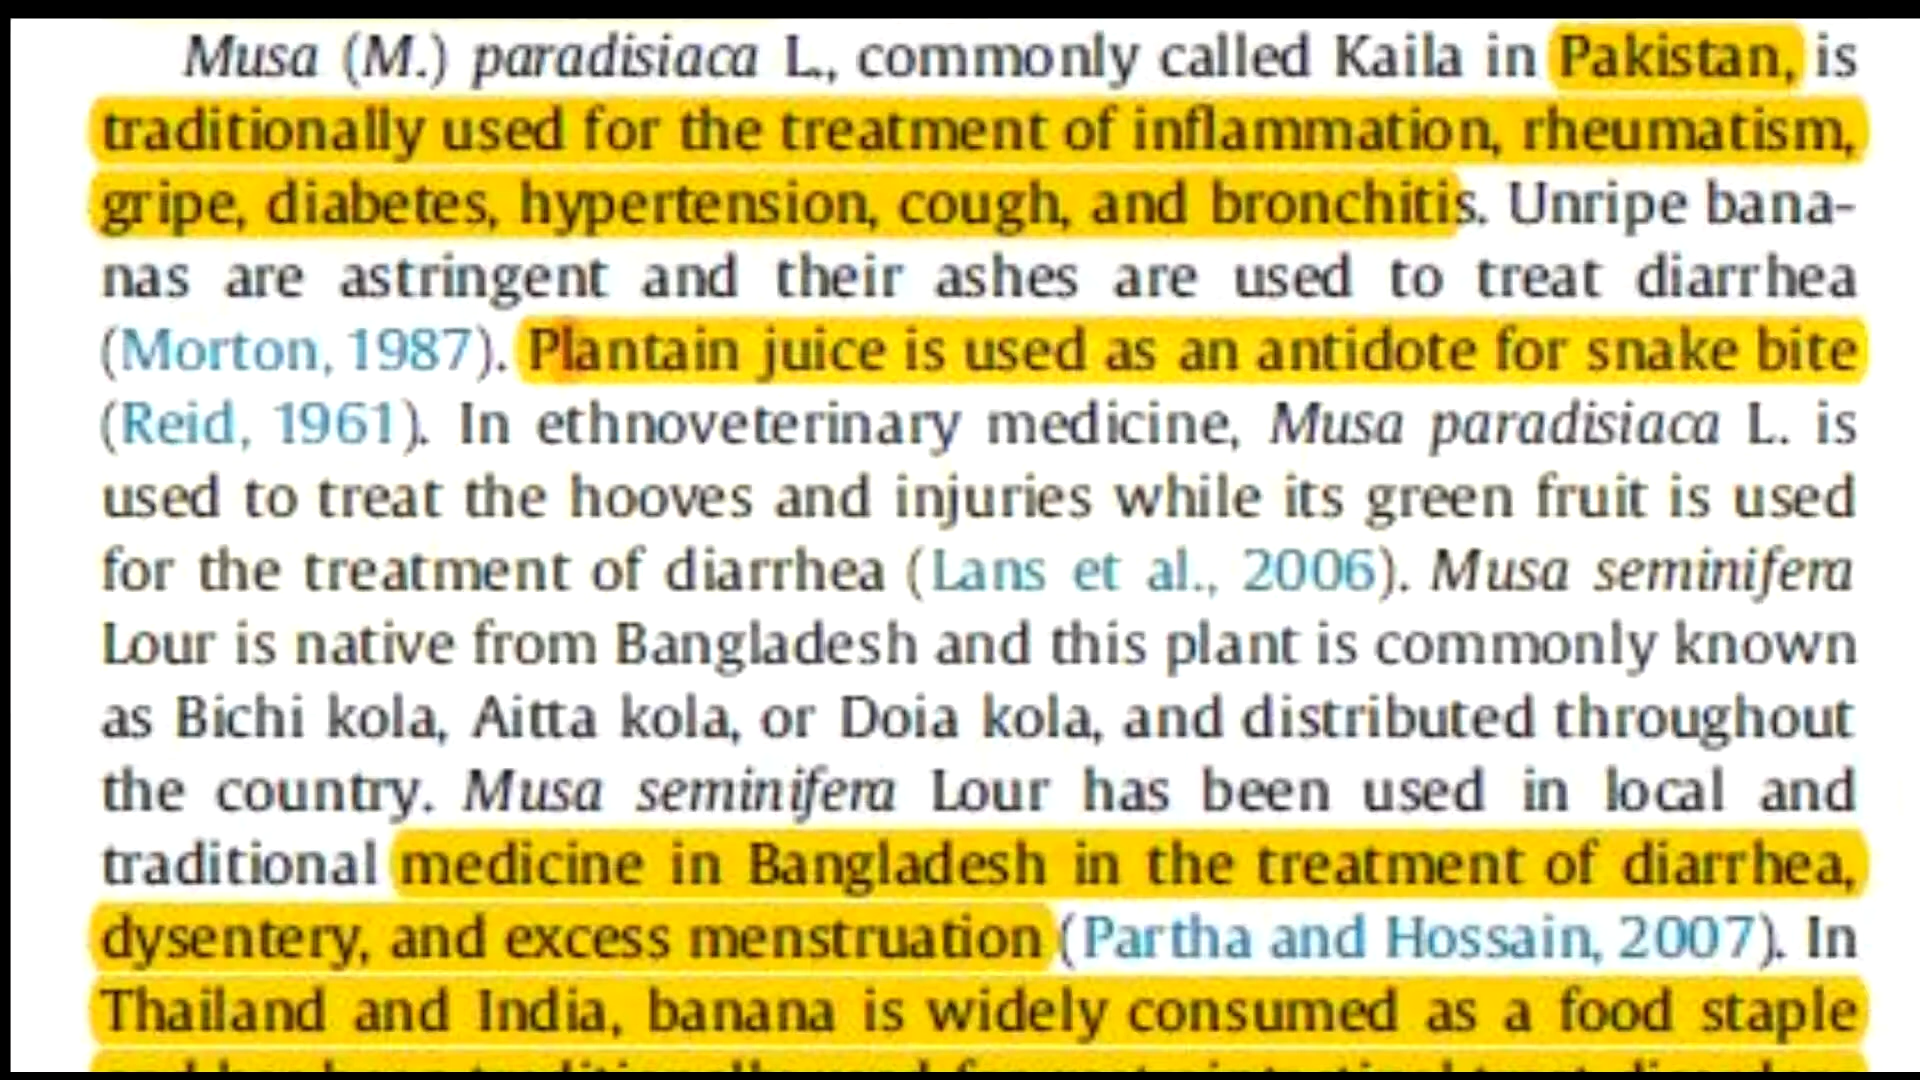 Musa (M.) paradisiaca L., commonly called Kaila in Pakistan, is
traditionally used for the treatment of inflammation, rheumatism,
gripe, diabetes, hypertension, cough, and bronchitis. Unripe bana-
nas are astringent and their ashes are used to treat diarrhea
(Morton, 1987). Plantain juice is used as an antidote for snake bite
(Reid, 1961). In ethnoveterinary medicine, Musa paradisiaca L. is
used to treat the hooves and injuries while its green fruit is used
for the treatment of diarrhea (Lans et al., 2006). Musa seminifera
Lour is native from Bangladesh and this plant is commonly known
as Bichi kola, Aitta kola, or Doia kola, and distributed throughout
the country. Musa seminifera Lour has been used in local and
traditional medicine in Bangladesh in the treatment of diarrhea,
dysentery, and excess menstruation (Partha and Hossain, 2007). In
Thailand and India, banana is widely consumed as a food staple